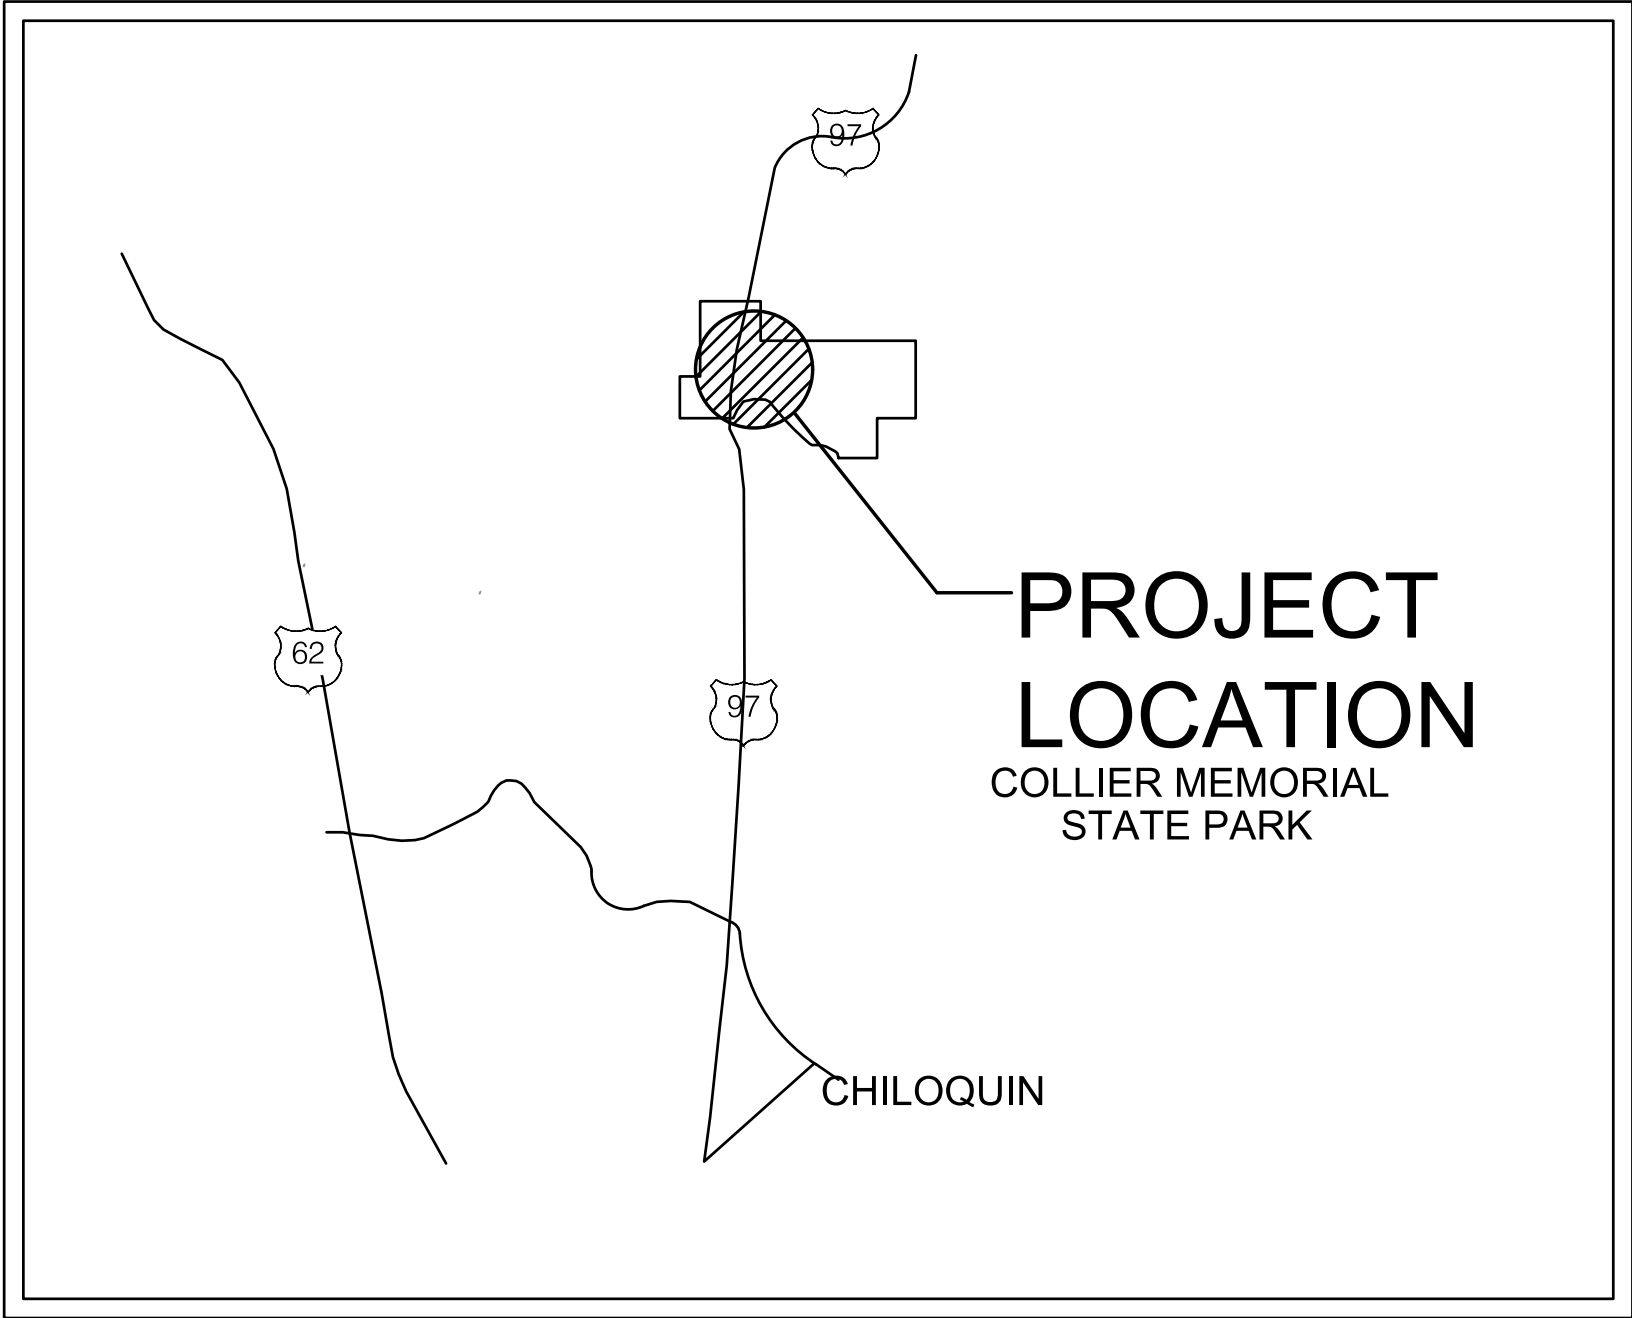 97
62
97
PROJECT
LOCATION
COLLIER MEMORIAL
STATE PARK
CHILOQUIN